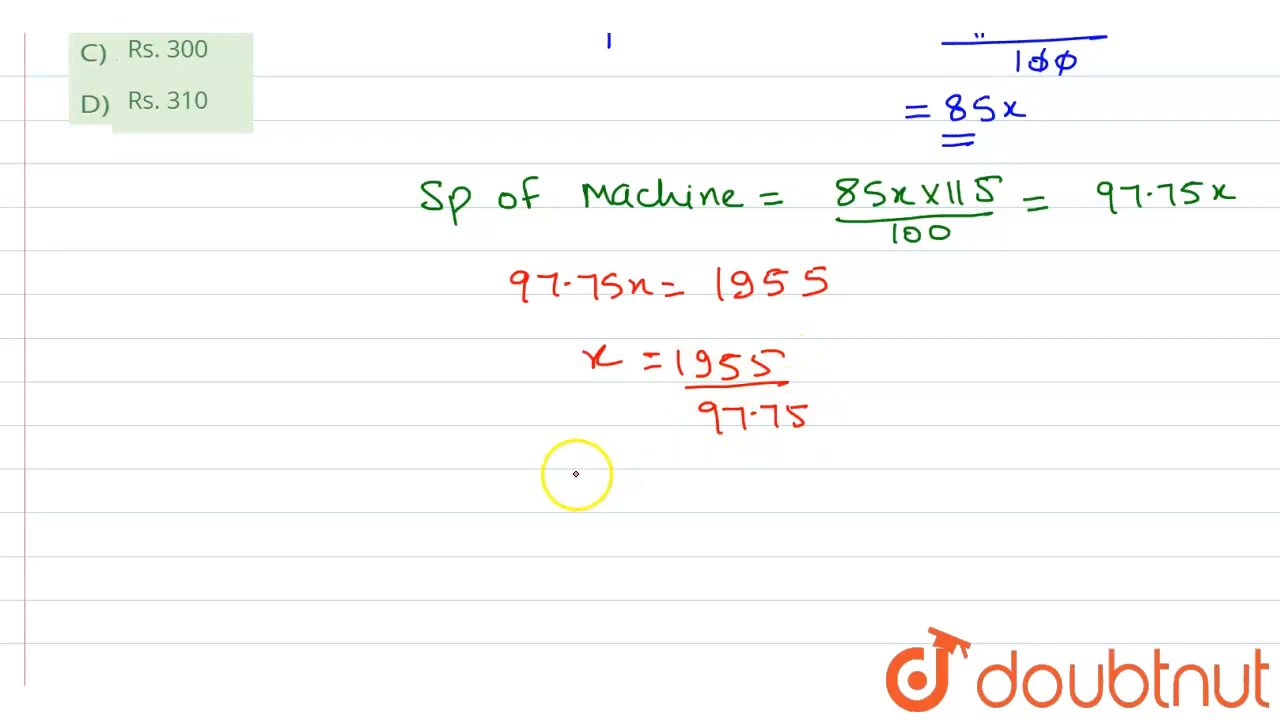 C) Rs. 300
D) Rs. 310
100
= 85x
Sp of Machine = 85x×115 = 97.75x
100
97.75x = 1955
x = 1955
97.75
doubtnut